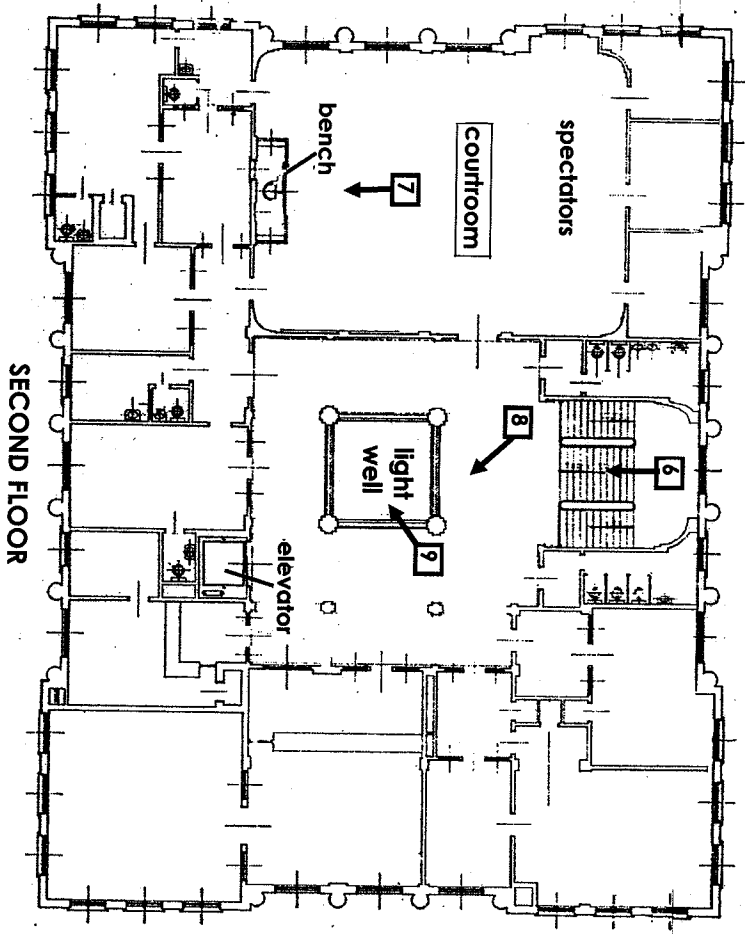 6
spectators
8
courtroom
9
7
light
well
bench
elevator
SECOND FLOOR